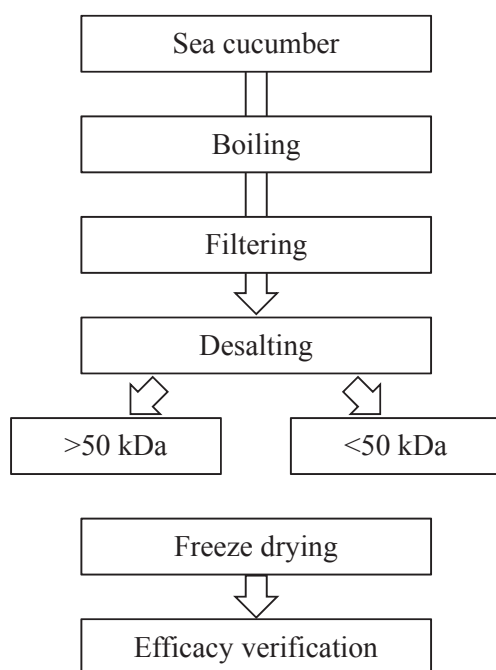 Sea cucumber
Boiling
Filtering
Desalting
>50 kDa
<50 kDa
Freeze drying
Efficacy verification